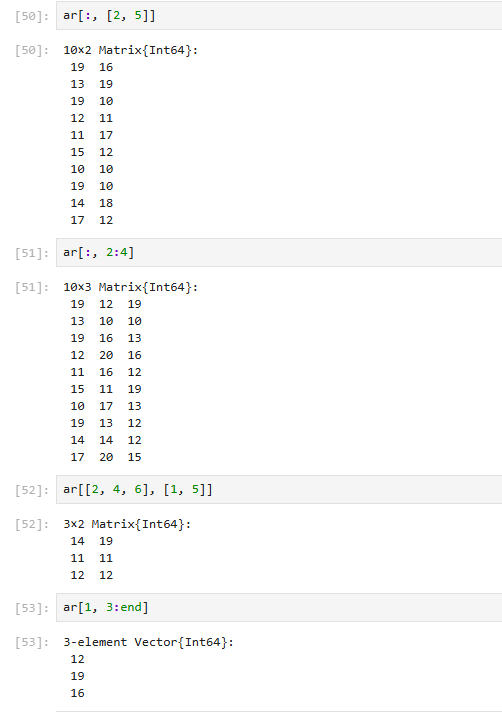 [50]: ar[:, [2, 5]]
[50]: 10×2 Matrix{Int64}:
19 16
13 19
19 10
12 11
11 17
15 12
10 10
19 10
14 18
17 12
[51]: ar[:, 2:4]
[51]: 10×3 Matrix{Int64}:
19 12 19
13 10 10
19 16 13
12 20 16
11 16 12
15 11 19
10 17 13
19 13 12
14 14 12
17 20 15
[52]: ar[[2, 4, 6], [1, 5]]
[52]: 3×2 Matrix{Int64}:
14 19
11 11
12 12
[53]: ar[1, 3:end]
[53]: 3-element Vector{Int64}:
12
19
16